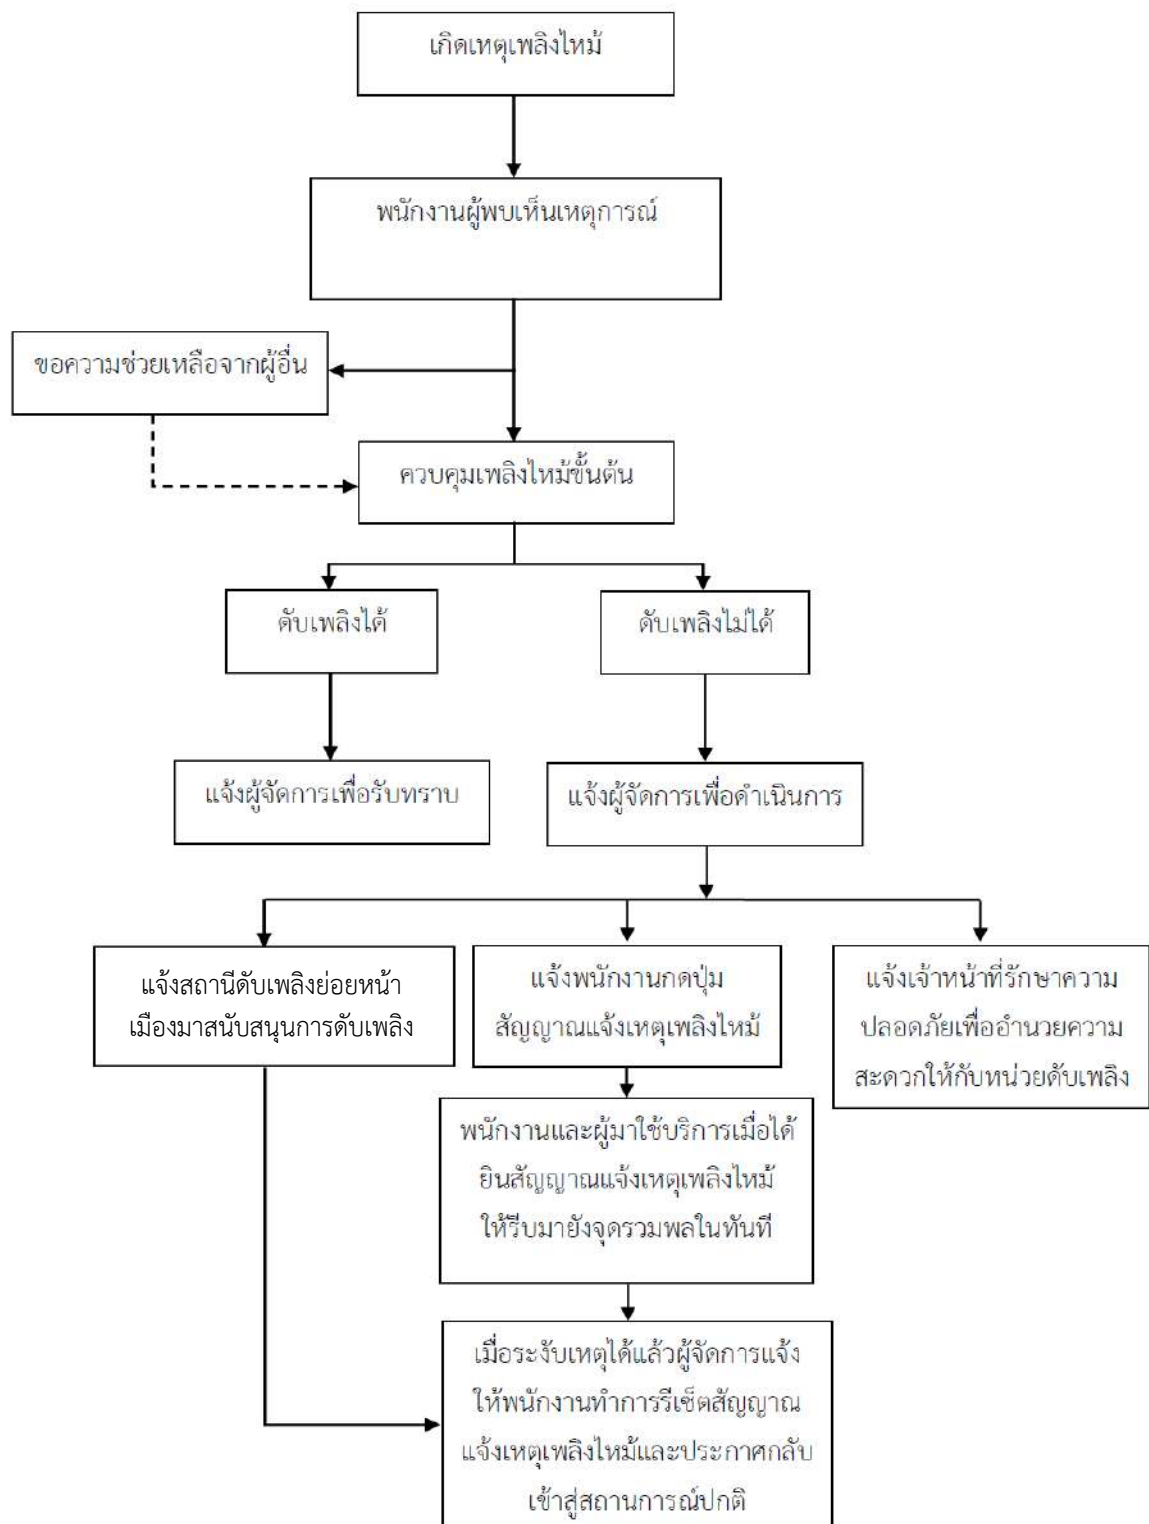 เกิดเหตุเพลิงไหม้
พนักงานผู้พบเห็นเหตุการณ์
ขอความช่วยเหลือจากผู้อื่น
ควบคุมเพลิงไหม้ขั้นต้น
ดับเพลิงได้
ดับเพลิงไม่ได้
แจ้งผู้จัดการเพื่อรับทราบ
แจ้งผู้จัดการเพื่อดำเนินการ
แจ้งสถานีดับเพลิงย่อยหน้า
เมืองมาสนับสนุนการดับเพลิง
แจ้งพนักงานกดปุ่ม
สัญญาณแจ้งเหตุเพลิงไหม้
แจ้งเจ้าหน้าที่รักษาความ
ปลอดภัยเพื่ออำนวยความ
สะดวกให้กับหน่วยดับเพลิง
พนักงานและผู้มาใช้บริการเมื่อได้
ยินสัญญาณแจ้งเหตุเพลิงไหม้
ให้รีบมายังจุดรวมพลในทันที
เมื่อระงับเหตุได้แล้วผู้จัดการแจ้ง
ให้พนักงานทำการรีเซ็ตสัญญาณ
แจ้งเหตุเพลิงไหม้และประกาศกลับ
เข้าสู่สถานการณ์ปกติ